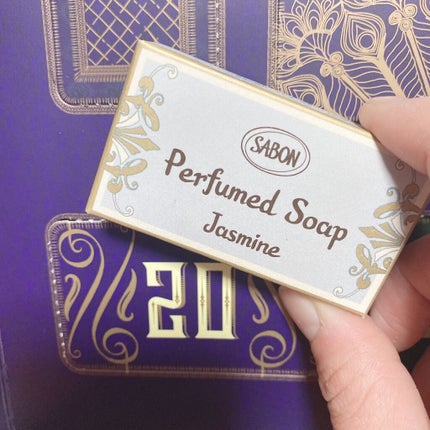 SABON
Perfumed Soap
Jasmine
20